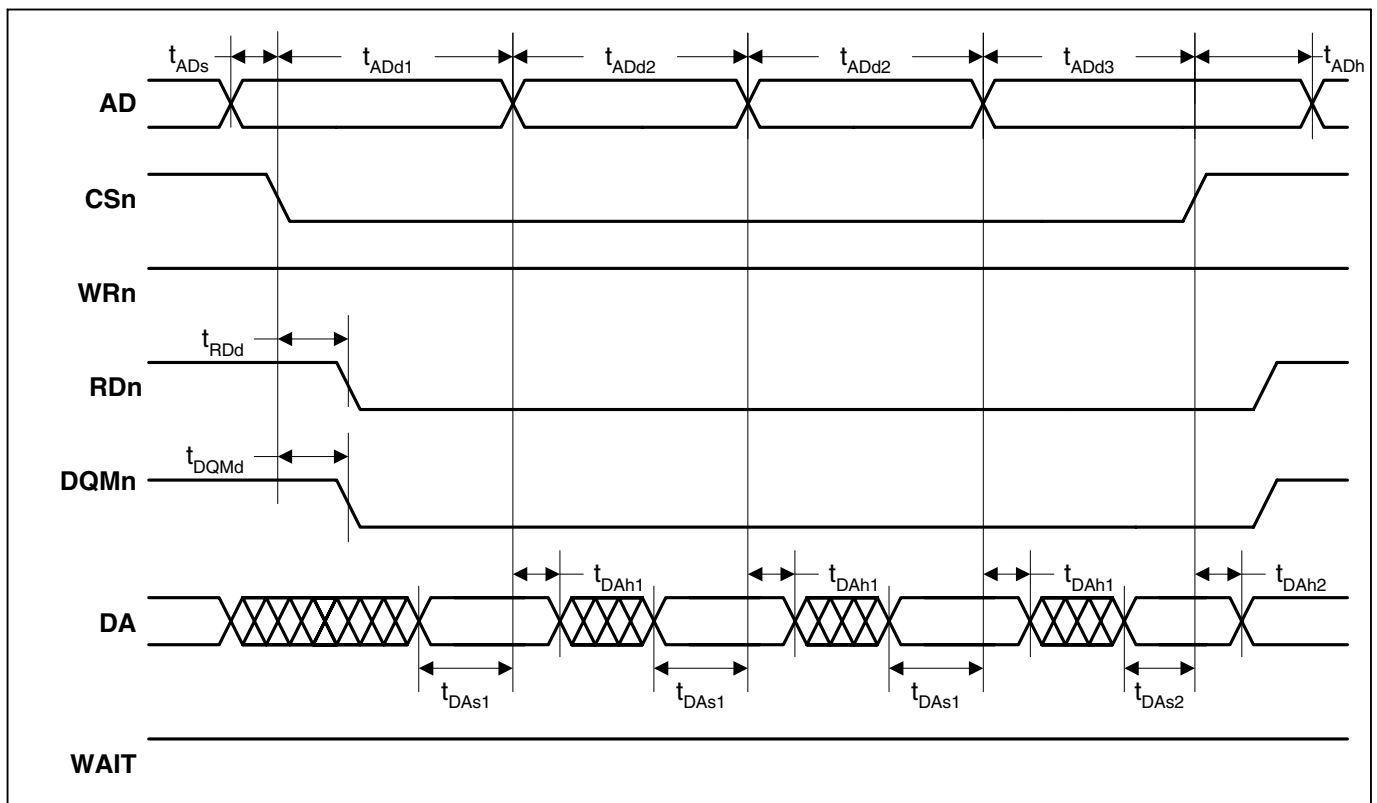 tADs tADd1 tADd2 tADd2 tADd3 tADh
AD
CSn
WRn
tRDd
RDn
tDQMd
DQMn
tDAh1 tDAh1 tDAh1 tDAh2
DA
tDAs1 tDAs1 tDAs1 tDAs2
WAIT